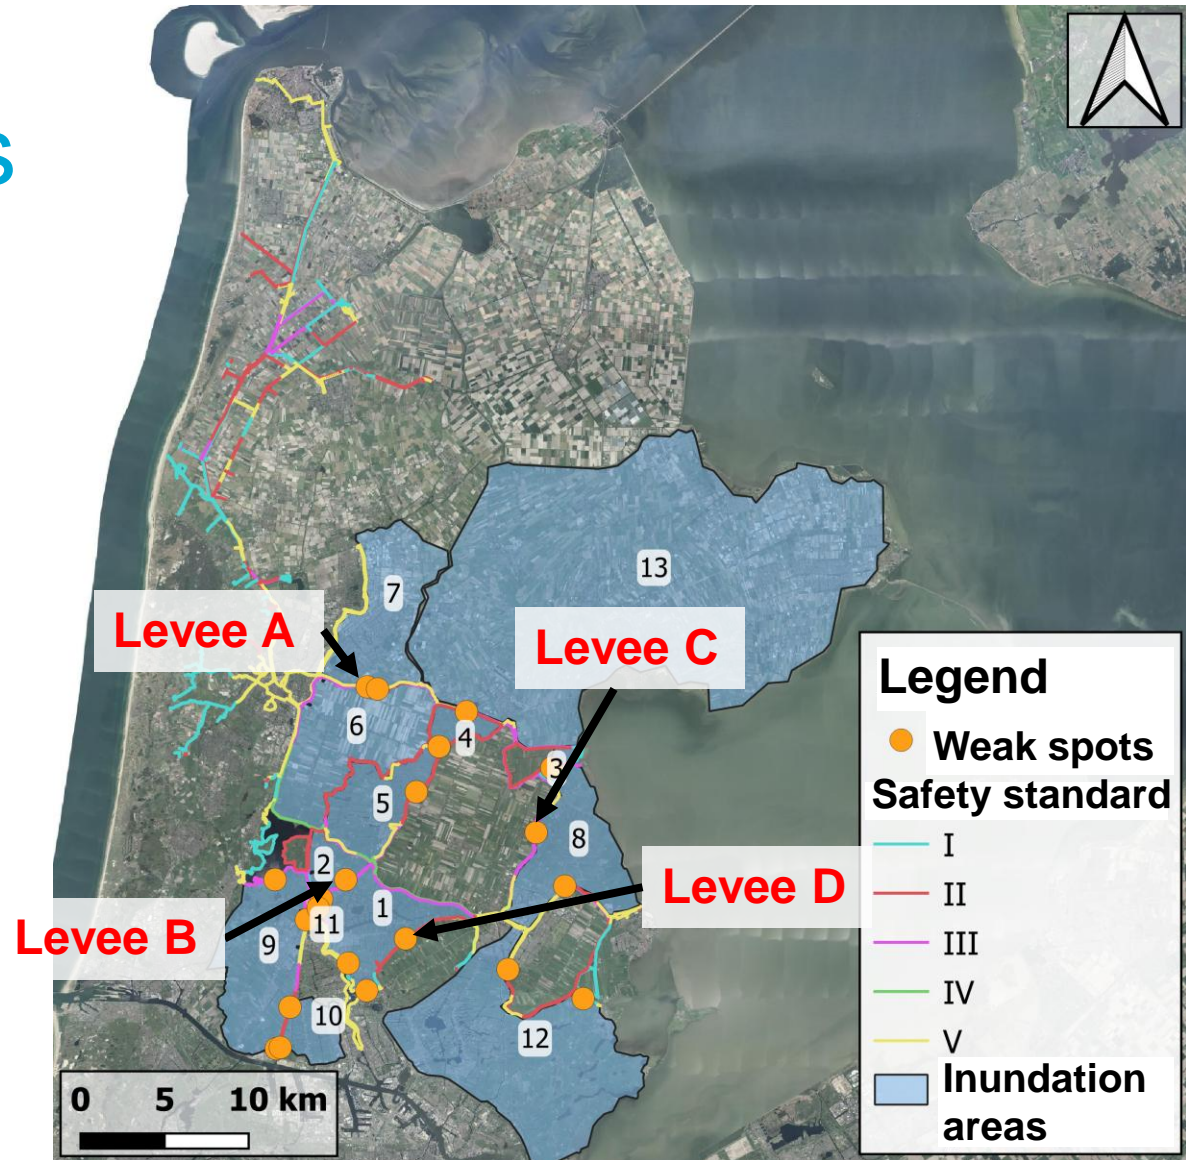 S
7
13
Levee A
Levee C
6
4
3
5
8
2
1
Levee D
Levee B
11
9
10
12
0 5 10 km
Legend
Weak spots
Safety standard
I
II
III
IV
V
Inundation
areas